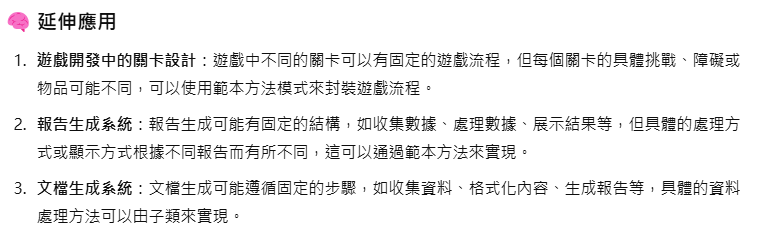 🧠 延伸應用
1. 遊戲開發中的關卡設計：遊戲中不同的關卡可以有固定的遊戲流程，但每個關卡的具體挑戰、障礙或
物品可能不同，可以使用範本方法模式來封裝遊戲流程。
2. 報告生成系統：報告生成可能有固定的結構，如收集數據、處理數據、展示結果等，但具體的處理方
式或顯示方式根據不同報告而有所不同，這可以通過範本方法來實現。
3. 文檔生成系統：文檔生成可能遵循固定的步驟，如收集資料、格式化內容、生成報告等，具體的資料
處理方法可以由子類來實現。